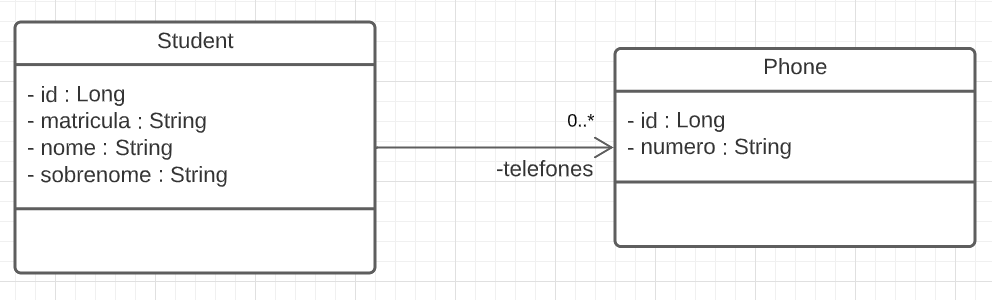 Student
- id : Long
- matricula : String
- nome : String
- sobrenome : String
0..*
-telefones
Phone
- id : Long
- numero : String